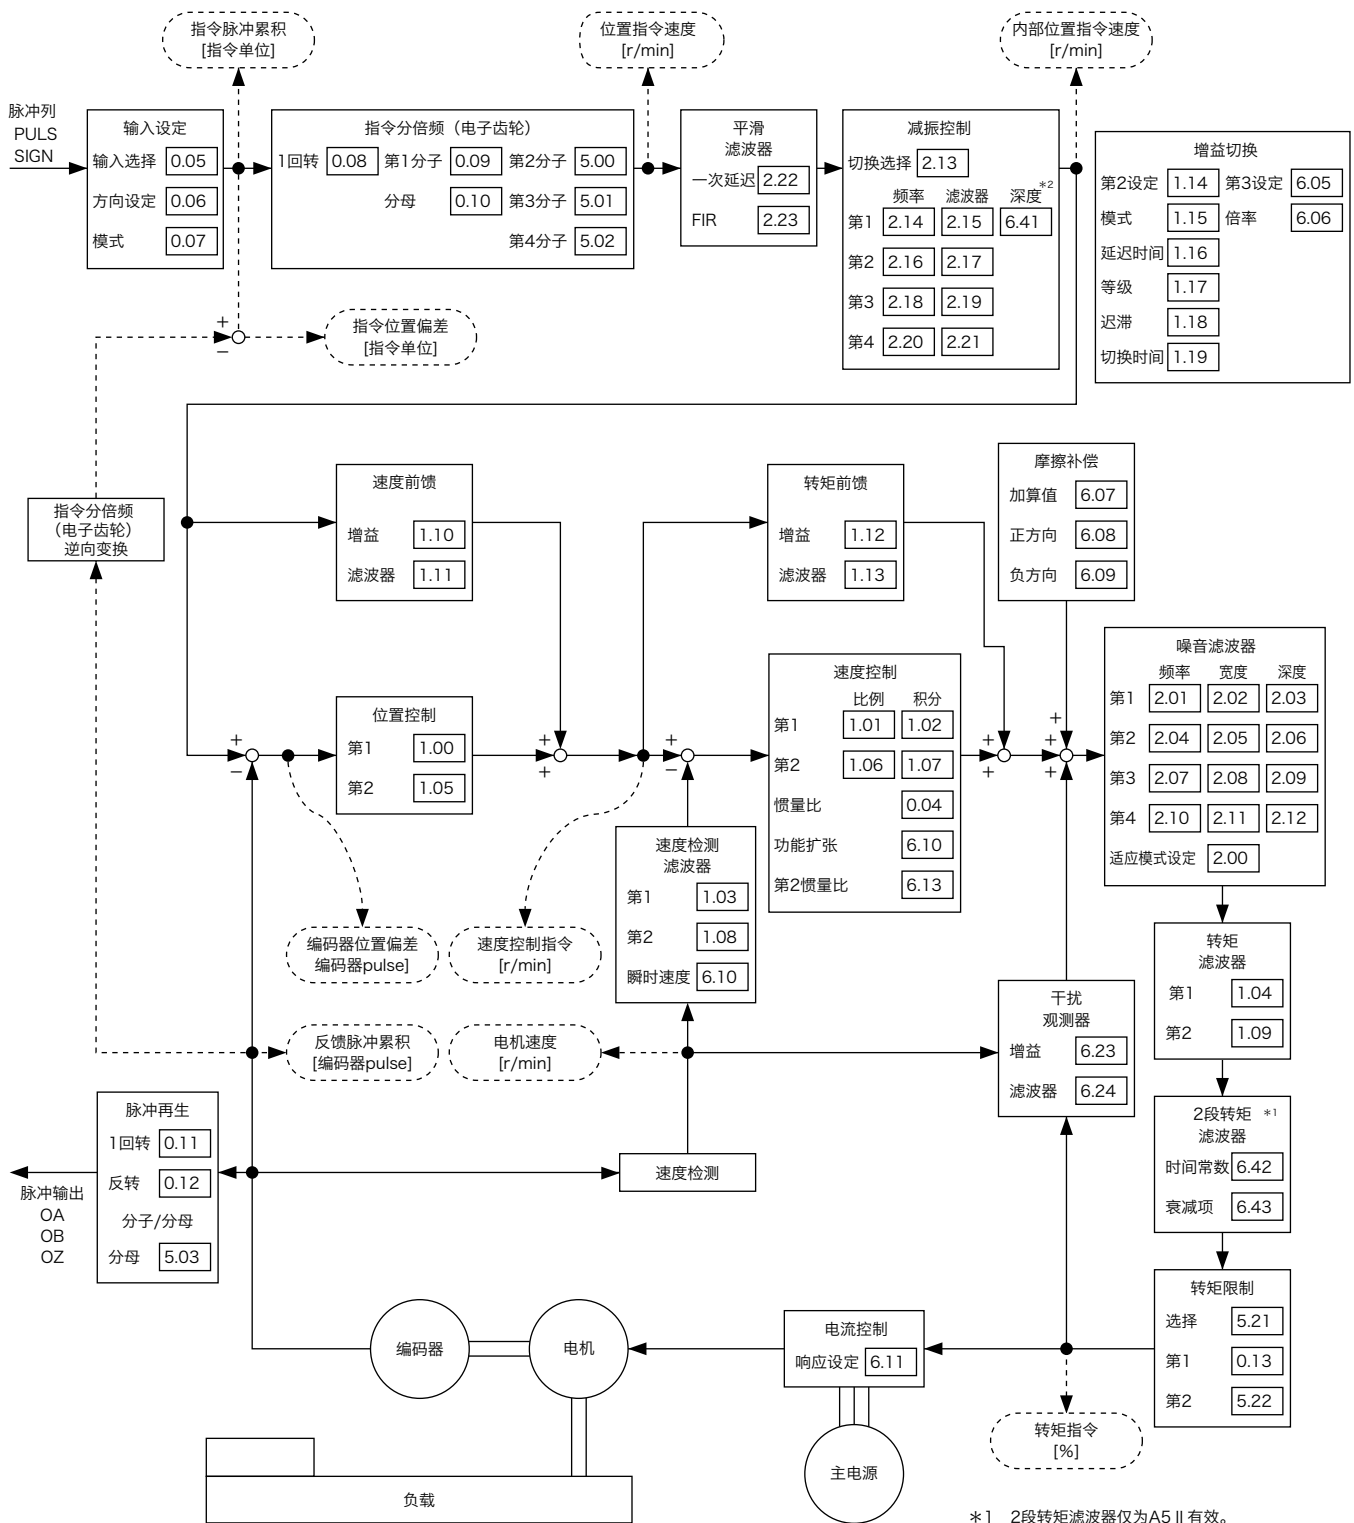 指令脉冲累积
[指令单位]
位置指令速度
[r/min]
内部位置指令速度
[r/min]
脉冲列
PULS
SIGN
输入设定
输入选择 0.05
方向设定 0.06
模式 0.07
指令分倍频（电子齿轮）
1回转 0.08 第1分子 0.09 第2分子 5.00
分母 0.10 第3分子 5.01
第4分子 5.02
平滑
滤波器
一次延迟 2.22
FIR 2.23
减振控制
切换选择 2.13
频率 滤波器 深度*2
第1 2.14 2.15 6.41
第2 2.16 2.17
第3 2.18 2.19
第4 2.20 2.21
增益切换
第2设定 1.14 第3设定 6.05
模式 1.15 倍率 6.06
延迟时间 1.16
等级 1.17
迟滞 1.18
切换时间 1.19
+
−
指令位置偏差
[指令单位]
指令分倍频
（电子齿轮）
逆向变换
速度前馈
增益 1.10
滤波器 1.11
转矩前馈
增益 1.12
滤波器 1.13
摩擦补偿
加算值 6.07
正方向 6.08
负方向 6.09
+
−
位置控制
第1 1.00
第2 1.05
+
+
+
−
速度控制
比例 积分
第1 1.01 1.02
第2 1.06 1.07
惯量比 0.04
功能扩张 6.10
第2惯量比 6.13
+
+
+
+
+
噪音滤波器
频率 宽度 深度
第1 2.01 2.02 2.03
第2 2.04 2.05 2.06
第3 2.07 2.08 2.09
第4 2.10 2.11 2.12
适应模式设定 2.00
速度检测
滤波器
第1 1.03
第2 1.08
瞬时速度 6.10
编码器位置偏差
编码器pulse]
速度控制指令
[r/min]
转矩
滤波器
第1 1.04
第2 1.09
反馈脉冲累积
[编码器pulse]
电机速度
[r/min]
干扰
观测器
增益 6.23
滤波器 6.24
脉冲再生
1回转 0.11
反转 0.12
分子/分母
分母 5.03
脉冲输出
OA
OB
OZ
速度检测
2段转矩 *1
滤波器
时间常数 6.42
衰减项 6.43
转矩限制
选择 5.21
第1 0.13
第2 5.22
编码器
电机
电流控制
响应设定 6.11
转矩指令
[%]
主电源
负载
*1 2段转矩滤波器仅为A5Ⅱ有效。